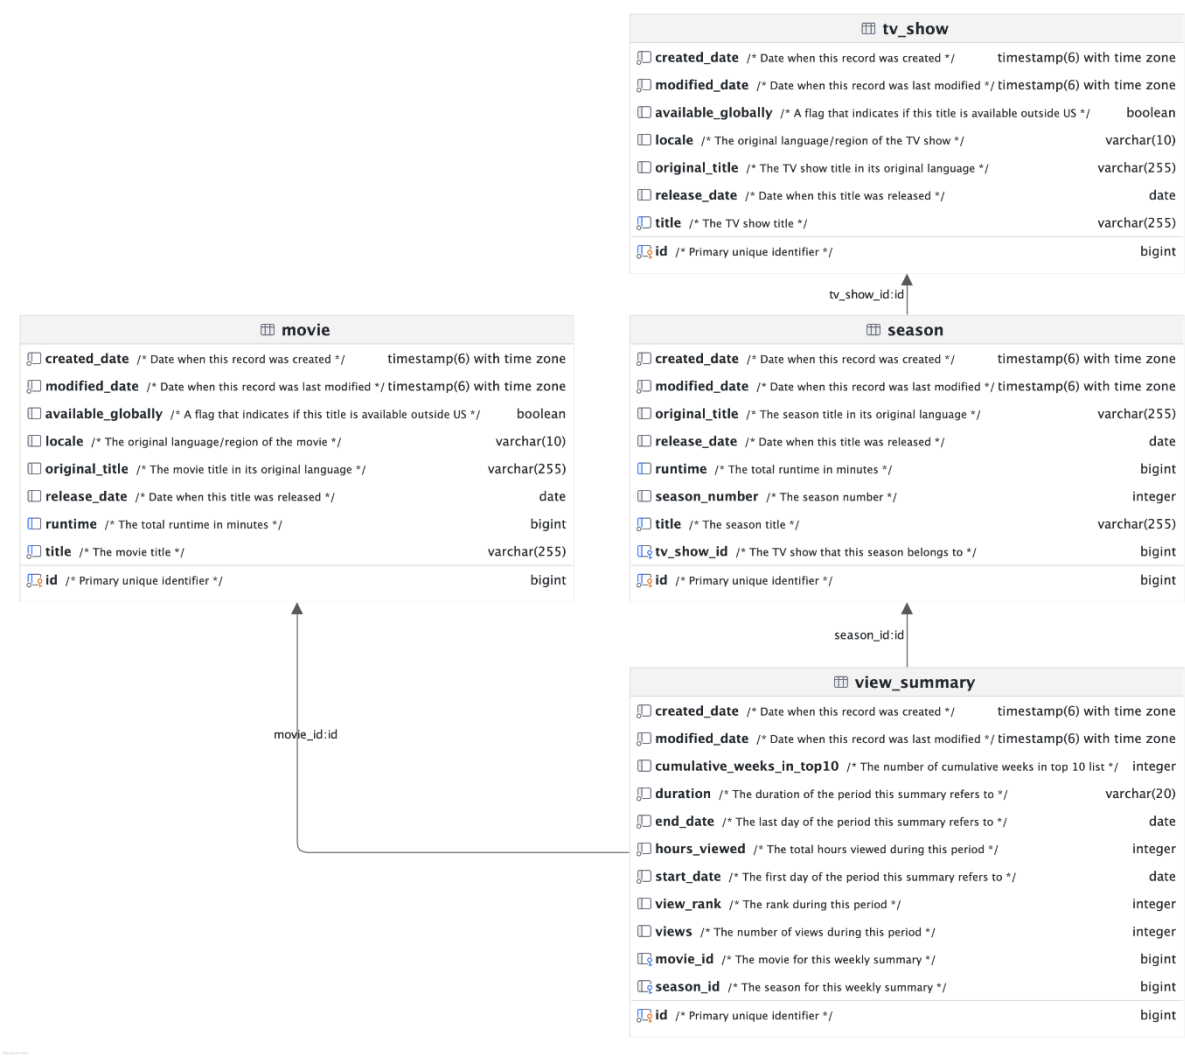 tv_show
created_date /* Date when this record was created */ timestamp(6) with time zone
modified_date /* Date when this record was last modified */ timestamp(6) with time zone
available_globally /* A flag that indicates if this title is available outside US */ boolean
locale /* The original language/region of the TV show */ varchar(10)
original_title /* The TV show title in its original language */ varchar(255)
release_date /* Date when this title was released */ date
title /* The TV show title */ varchar(255)
id /* Primary unique identifier */ bigint
tv_show_id:id
movie
created_date /* Date when this record was created */ timestamp(6) with time zone
modified_date /* Date when this record was last modified */ timestamp(6) with time zone
available_globally /* A flag that indicates if this title is available outside US */ boolean
locale /* The original language/region of the movie */ varchar(10)
original_title /* The movie title in its original language */ varchar(255)
release_date /* Date when this title was released */ date
runtime /* The total runtime in minutes */ bigint
title /* The movie title */ varchar(255)
id /* Primary unique identifier */ bigint
season
created_date /* Date when this record was created */ timestamp(6) with time zone
modified_date /* Date when this record was last modified */ timestamp(6) with time zone
original_title /* The season title in its original language */ varchar(255)
release_date /* Date when this title was released */ date
runtime /* The total runtime in minutes */ bigint
season_number /* The season number */ integer
title /* The season title */ varchar(255)
tv_show_id /* The TV show that this season belongs to */ bigint
id /* Primary unique identifier */ bigint
season_id:id
movie_id:id
view_summary
created_date /* Date when this record was created */ timestamp(6) with time zone
modified_date /* Date when this record was last modified */ timestamp(6) with time zone
cumulative_weeks_in_top10 /* The number of cumulative weeks in top 10 list */ integer
duration /* The duration of the period this summary refers to */ varchar(20)
end_date /* The last day of the period this summary refers to */ date
hours_viewed /* The total hours viewed during this period */ integer
start_date /* The first day of the period this summary refers to */ date
view_rank /* The rank during this period */ integer
views /* The number of views during this period */ integer
movie_id /* The movie for this weekly summary */ bigint
season_id /* The season for this weekly summary */ bigint
id /* Primary unique identifier */ bigint